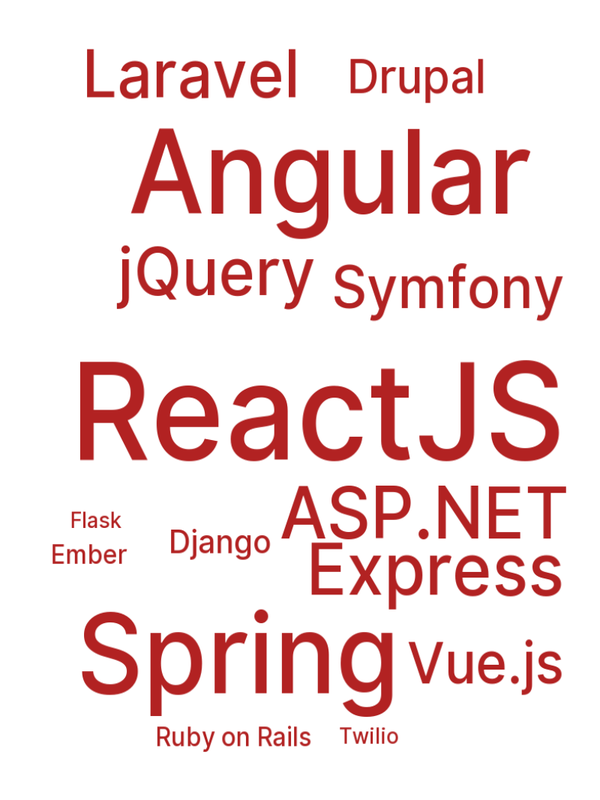 Laravel Drupal
Angular
jQuery Symfony
ReactJS
ASP.NET
Flask
Django
Ember
Express
Spring Vue.js
Ruby on Rails Twilio